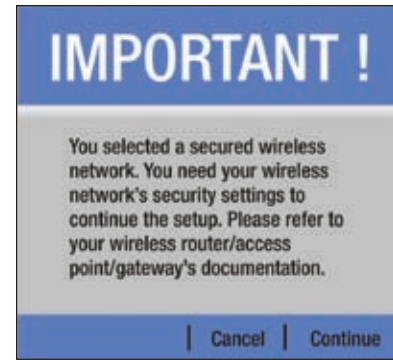 IMPORTANT !
You selected a secured wireless
network. You need your wireless
network's security settings to
continue the setup. Please refer to
your wireless router/access
point/gateway's documentation.
| Cancel | Continue